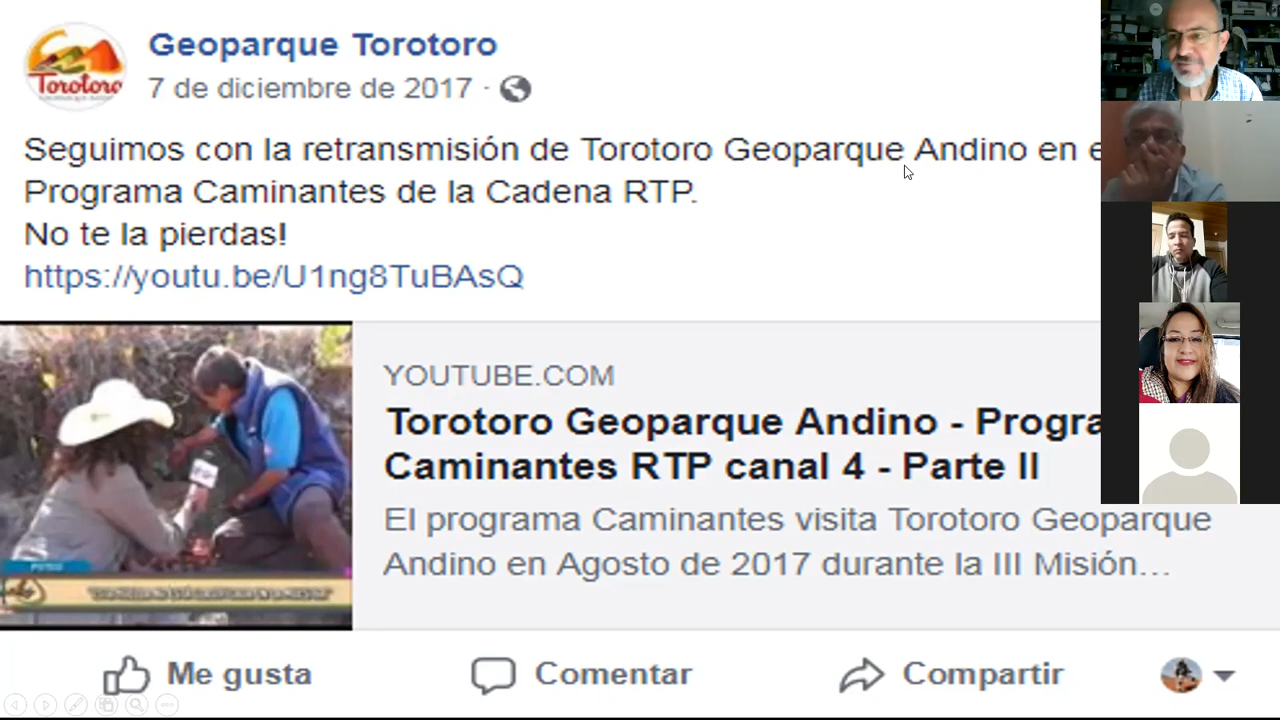 Torotoro
Geoparque Torotoro
7 de diciembre de 2017 ·
Seguimos con la retransmisión de Torotoro Geoparque Andino en e
Programa Caminantes de la Cadena RTP.
No te la pierdas!
https://youtu.be/U1ng8TuBAsQ
YOUTUBE.COM
Torotoro Geoparque Andino - Progra
Caminantes RTP canal 4 - Parte II
El programa Caminantes visita Torotoro Geoparque
Andino en Agosto de 2017 durante la III Misión...
Me gusta
Comentar
Compartir